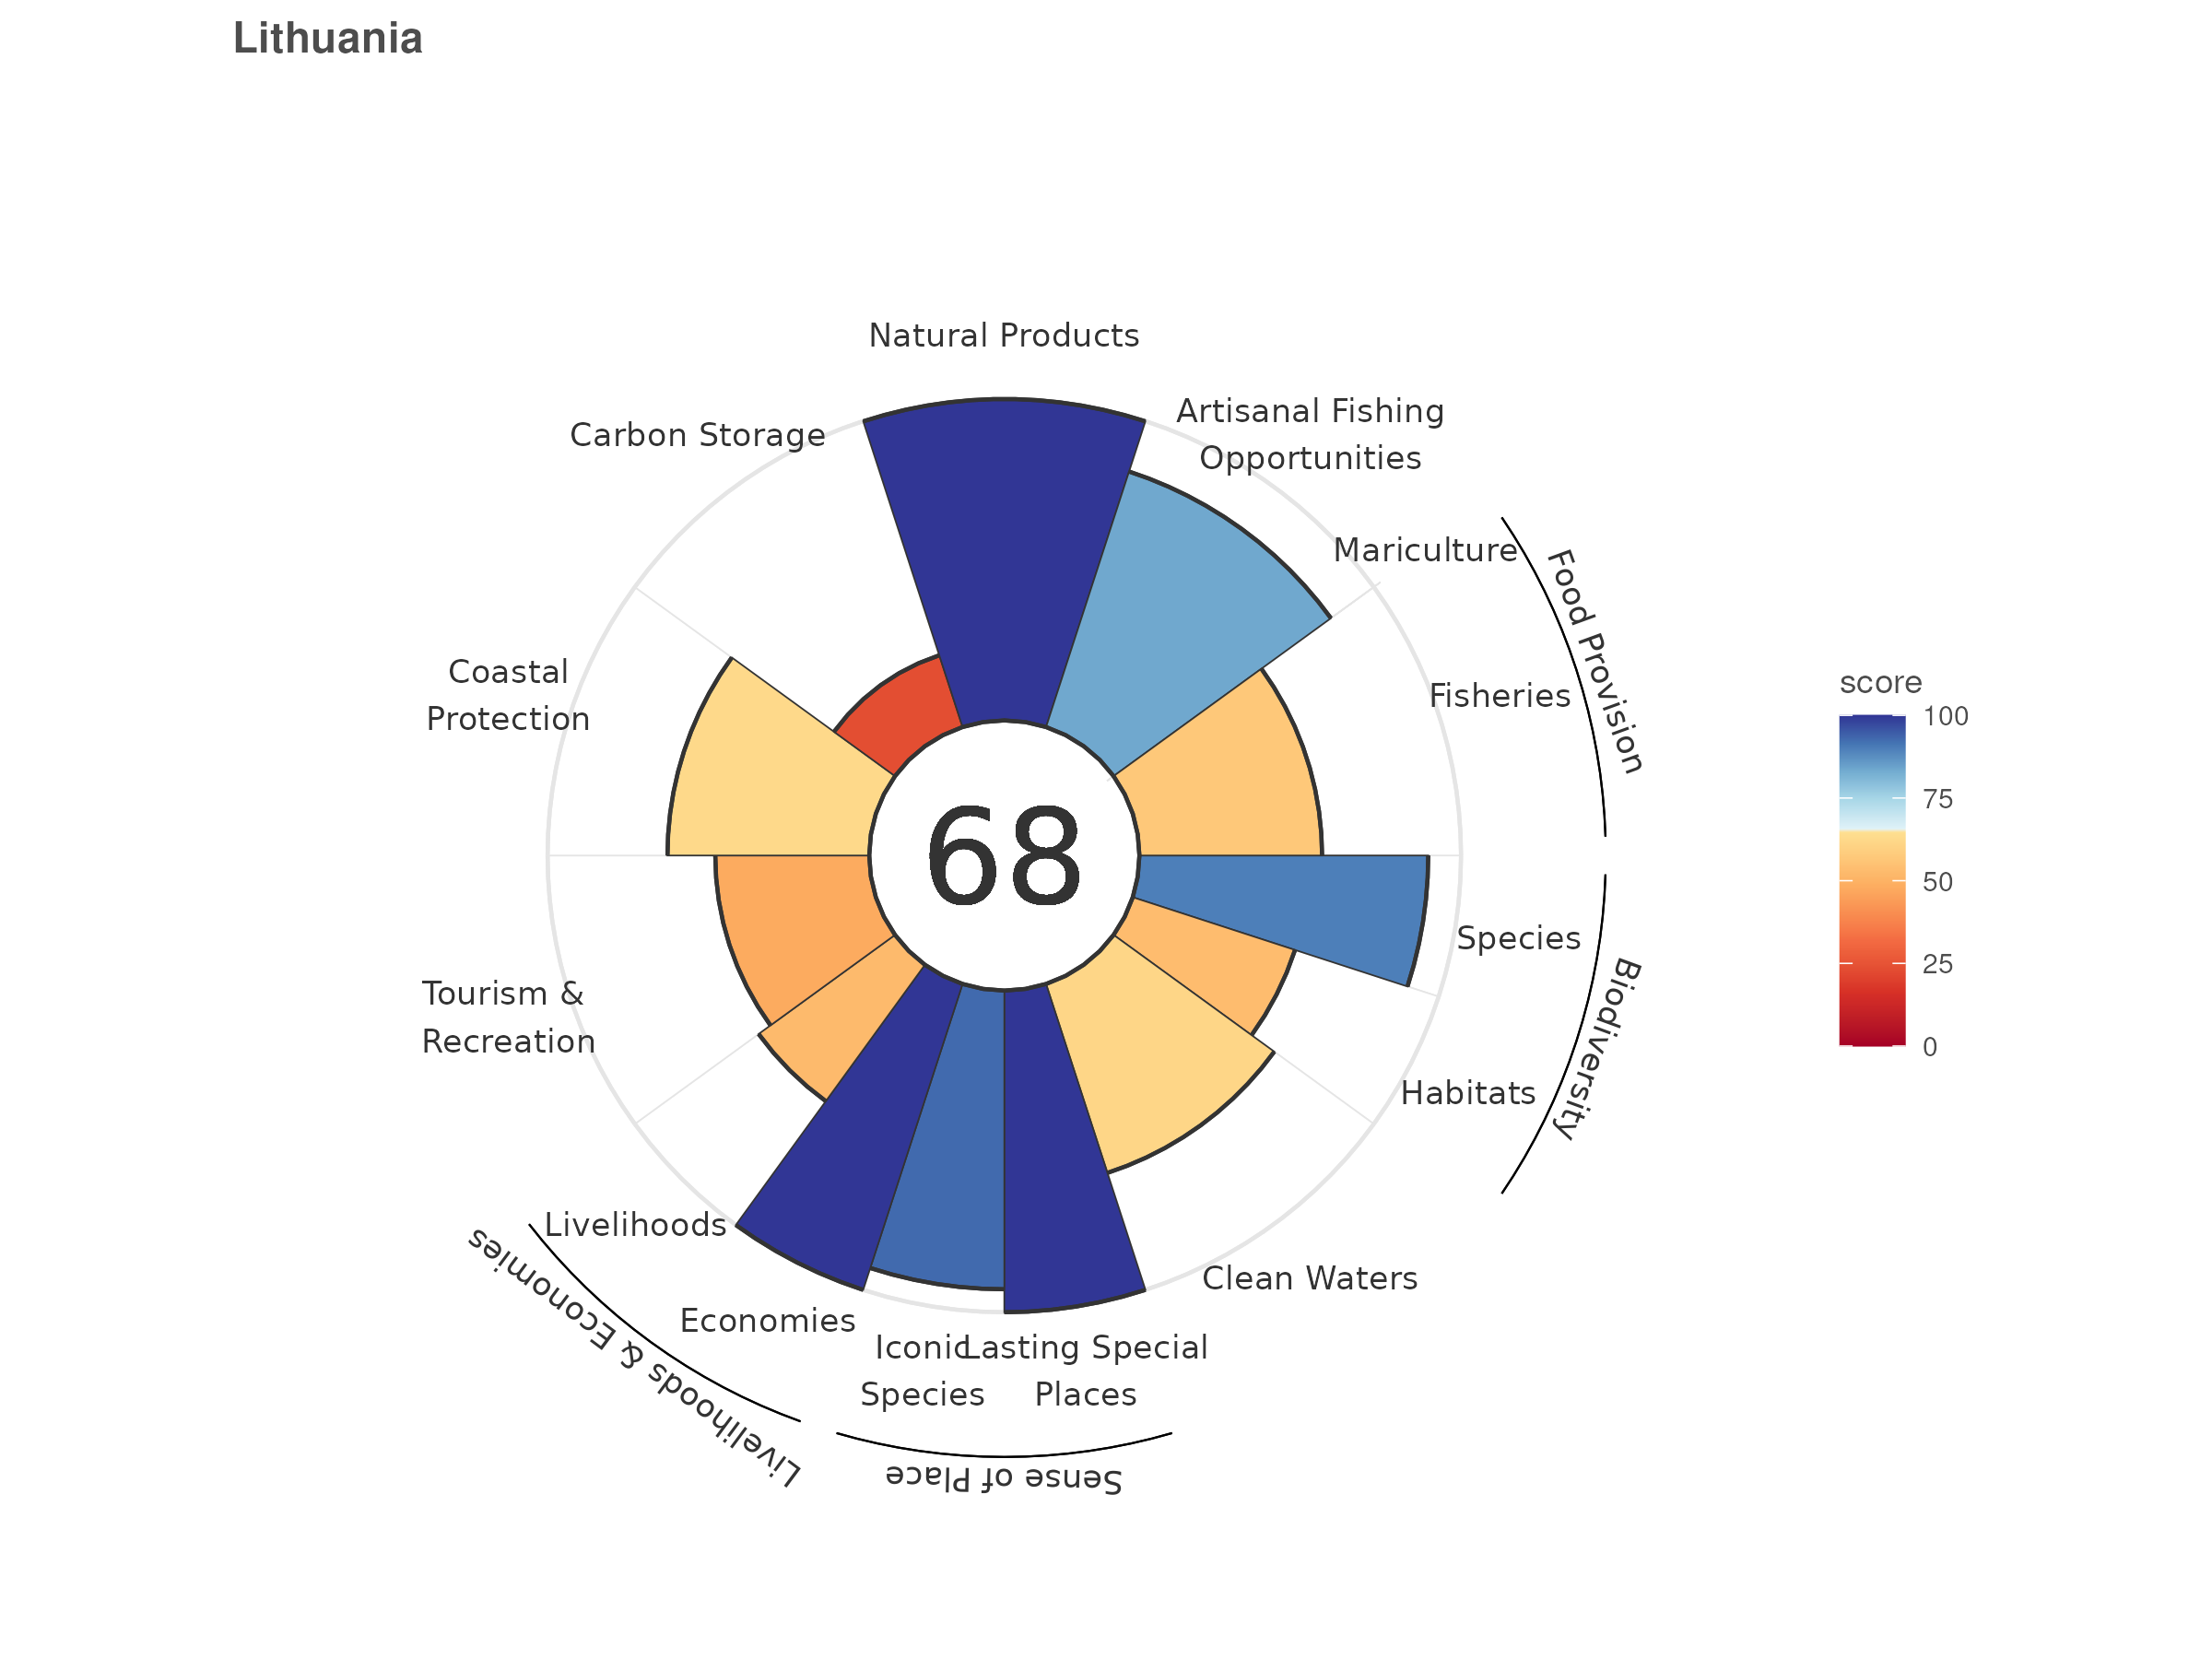 Lithuania
Natural Products
Artisanal Fishing
Opportunities
Carbon Storage
Mariculture
Food Provision
Fisheries
Coastal
Protection
68
Species
Biodiversity
Habitats
Tourism &
Recreation
Livelihoods
Livelihoods & Economies
Economies
Clean Waters
Iconic
Species
Lasting Special
Places
Sense of Place
score
100
75
50
25
0